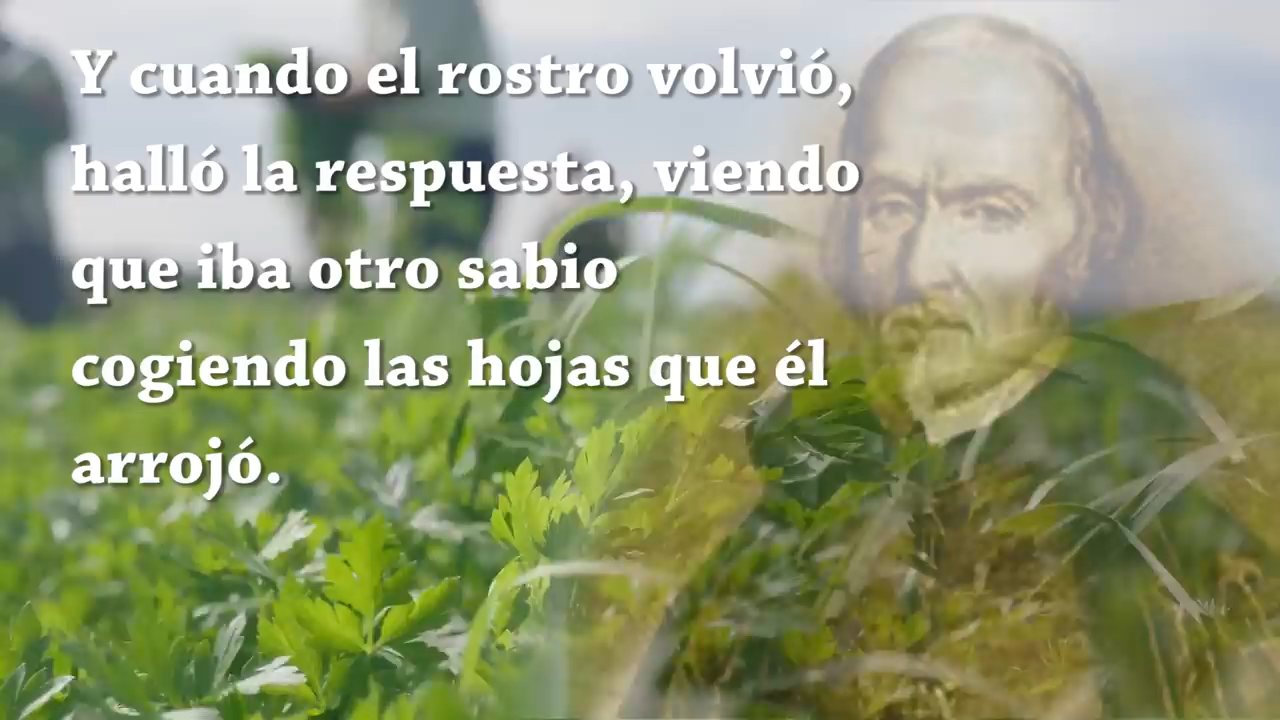 Y cuando el rostro volvió,
halló la respuesta, viendo
que iba otro sabio
cogiendo las hojas que él
arrojó.